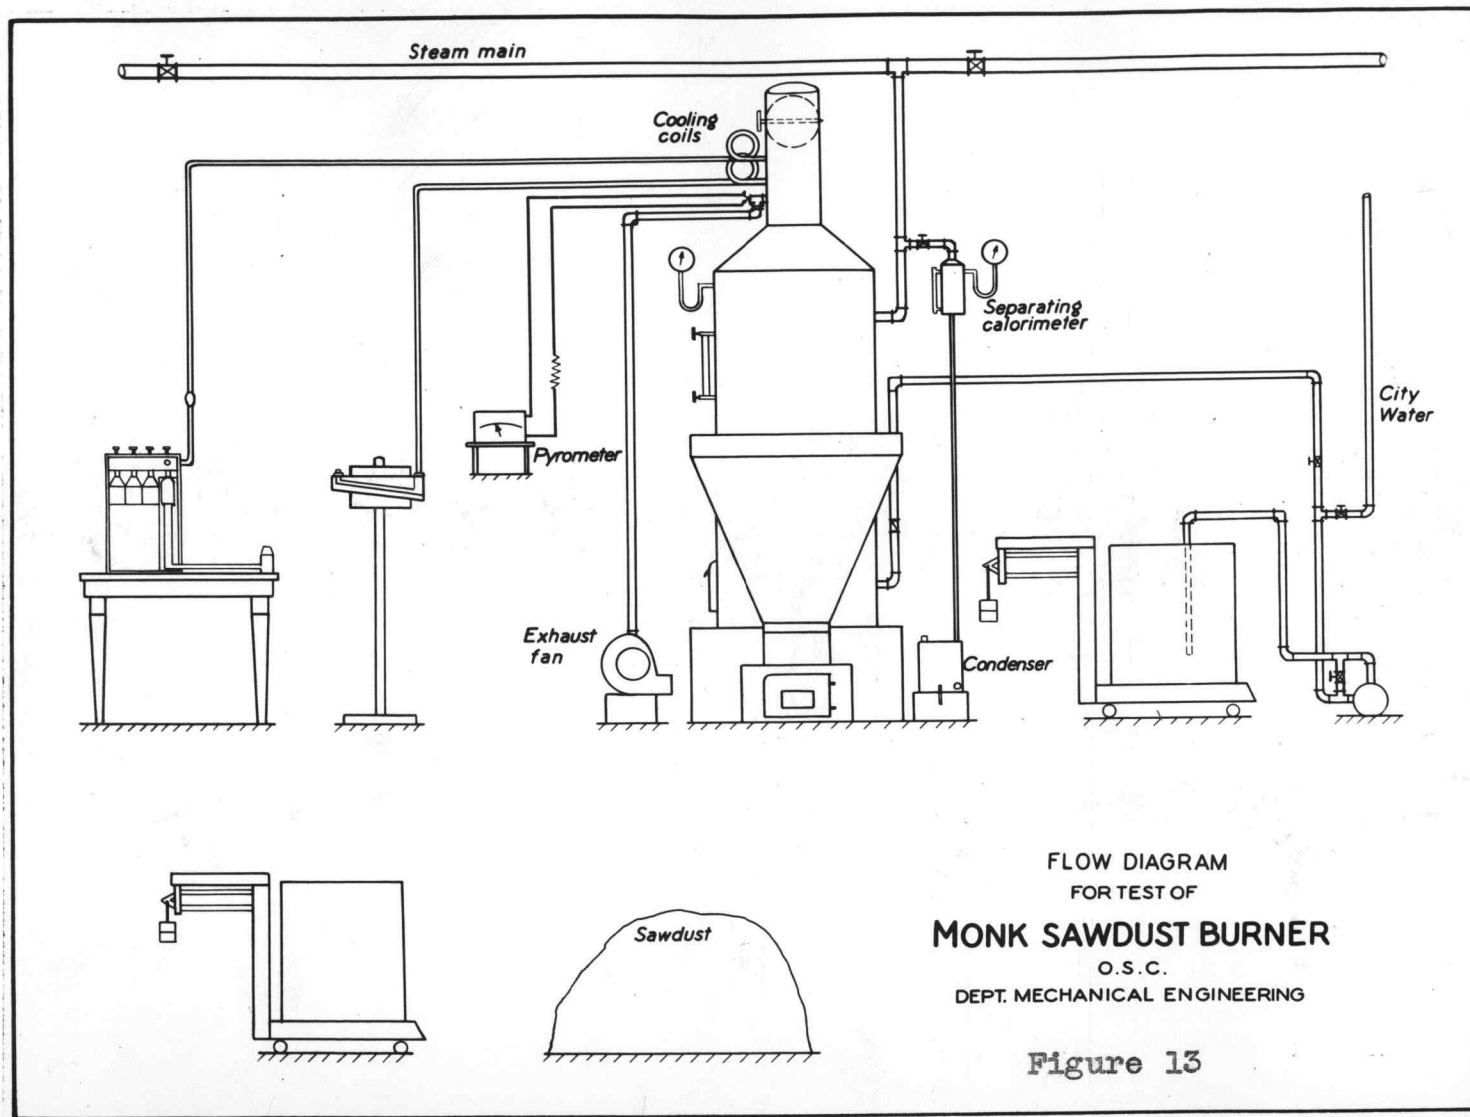 Steam main
Cooling
coils
Separating
calorimeter
City
Water
Pyrometer
Exhaust
fan
Condenser
Sawdust
FLOW DIAGRAM
FOR TEST OF
MONK SAWDUST BURNER
O.S.C.
DEPT. MECHANICAL ENGINEERING
Figure 13